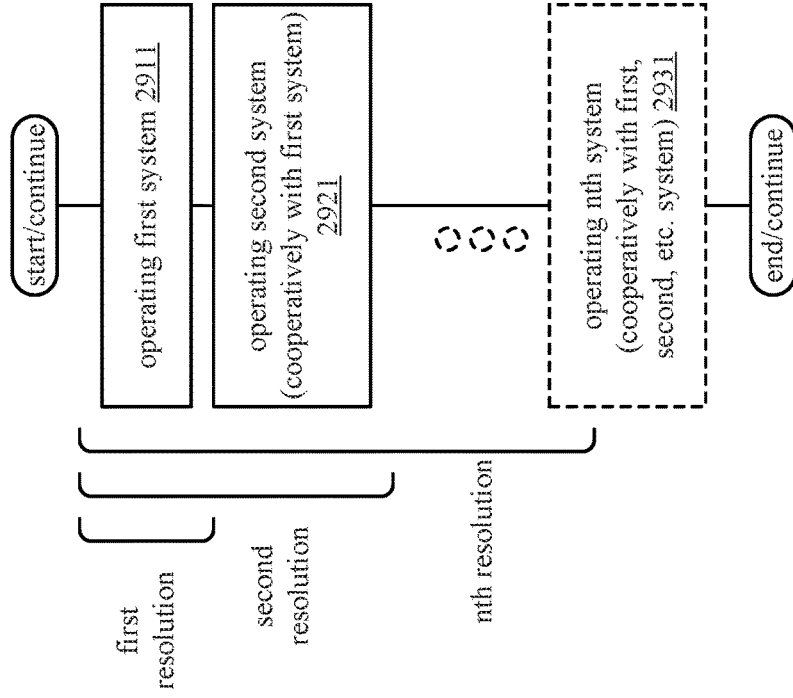 start/continue
operating first system 2911
operating second system
(cooperatively with first system)
2921
operating nth system
(cooperatively with first,
second, etc. system) 2931
end/continue
first
resolution
second
resolution
nth resolution